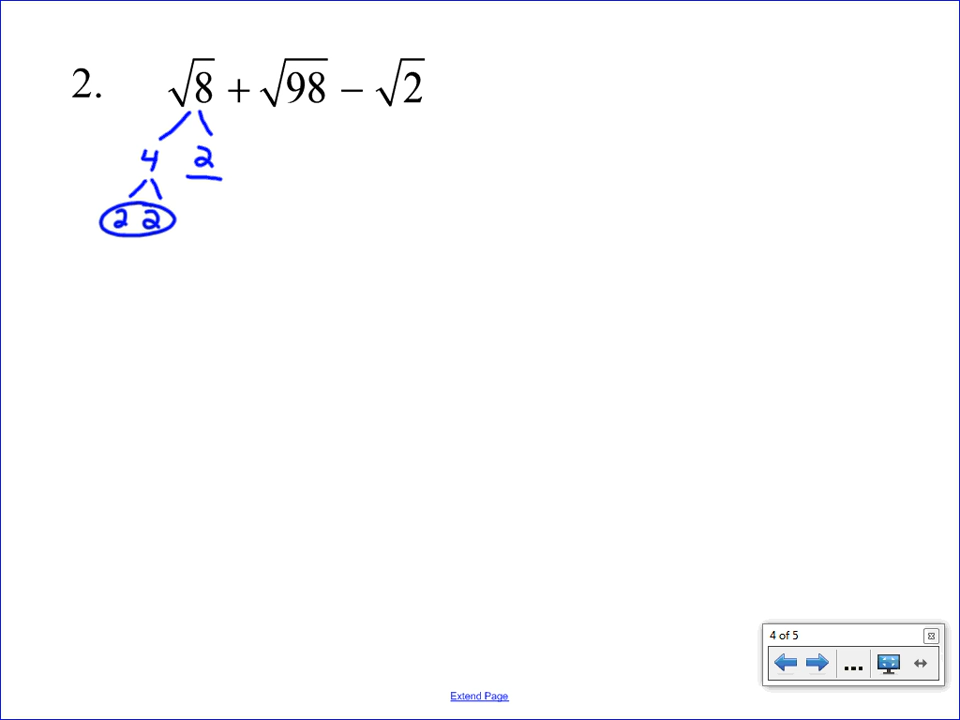 2. √8 + √98 − √2
4 2
2 2
4 of 5
...
Extend Page